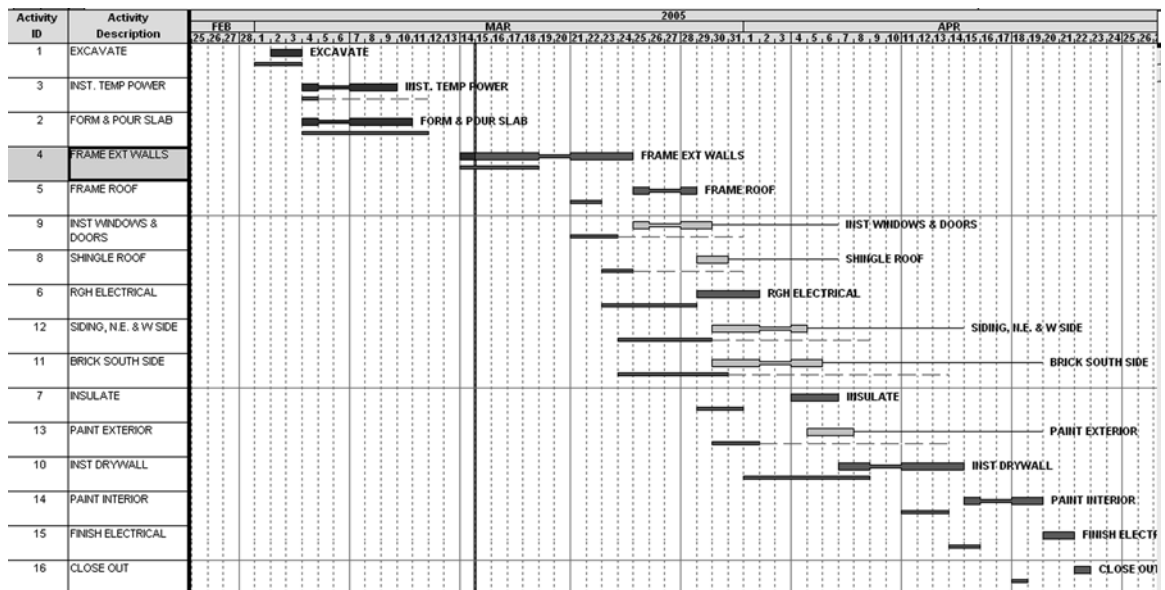 Activity ID Activity Description 2005
FEB MAR APR
25 26 27 28 1 2 3 4 5 6 7 8 9 10 11 12 13 14 15 16 17 18 19 20 21 22 23 24 25 26 27 28 29 30 31 1 2 3 4 5 6 7 8 9 10 11 12 13 14 15 16 17 18 19 20 21 22 23 24 25 26
1 EXCAVATE EXCAVATE
3 INST. TEMP POWER INST. TEMP POWER
2 FORM & POUR SLAB FORM & POUR SLAB
4 FRAME EXT WALLS FRAME EXT WALLS
5 FRAME ROOF FRAME ROOF
9 INST WINDOWS & DOORS INST WINDOWS & DOORS
8 SHINGLE ROOF SHINGLE ROOF
6 RGH ELECTRICAL RGH ELECTRICAL
12 SIDING, N.E. & W SIDE SIDING, N.E. & W SIDE
11 BRICK SOUTH SIDE BRICK SOUTH SIDE
7 INSULATE INSULATE
13 PAINT EXTERIOR PAINT EXTERIOR
10 INST DRYWALL INST DRYWALL
14 PAINT INTERIOR PAINT INTERIOR
15 FINISH ELECTRICAL FINISH ELECT
16 CLOSE OUT CLOSE OUT